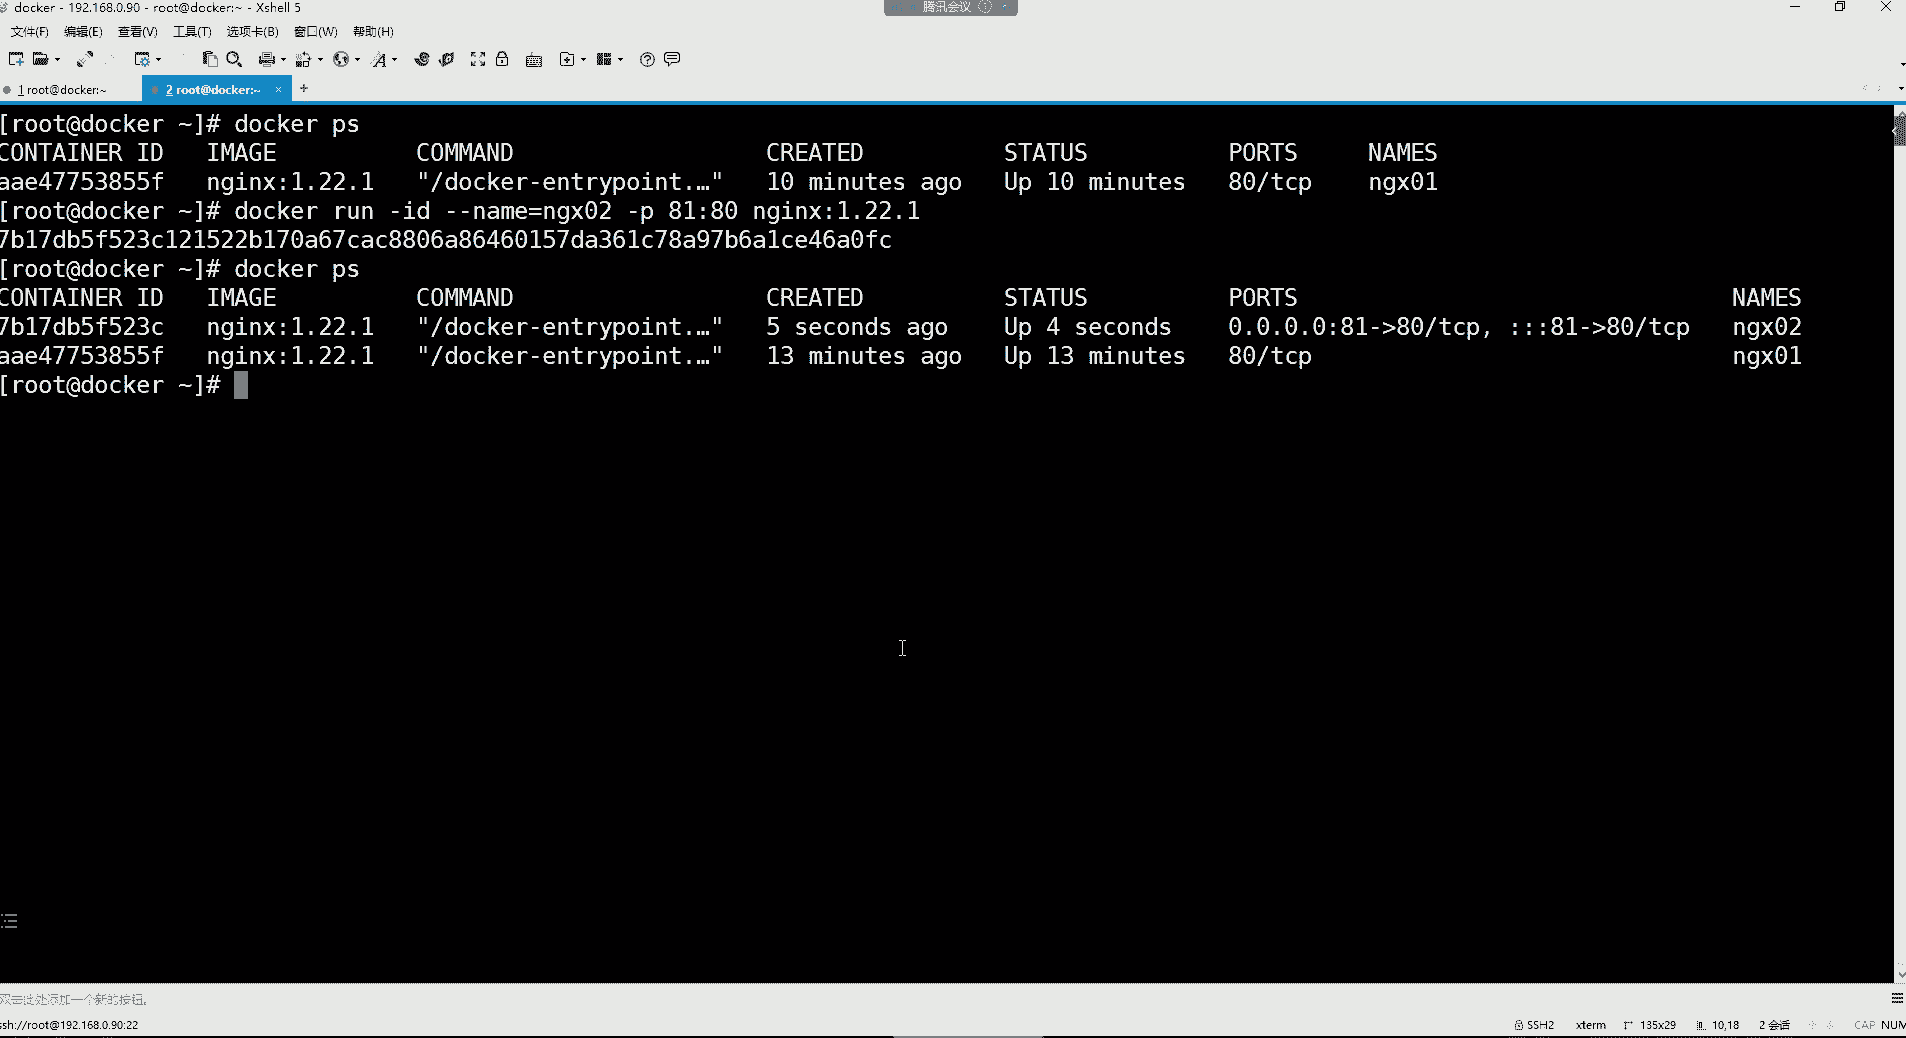 docker - 192.168.0.90 - root@docker:~ - Xshell 5
腾讯会议
文件(F) 编辑(E) 查看(V) 工具(T) 选项卡(B) 窗口(W) 帮助(H)
1 root@docker:~ 2 root@docker:~ × +
[root@docker ~]# docker ps
CONTAINER ID IMAGE COMMAND CREATED STATUS PORTS NAMES
aae47753855f nginx:1.22.1 "/docker-entrypoint.…" 10 minutes ago Up 10 minutes 80/tcp ngx01
[root@docker ~]# docker run -id --name=ngx02 -p 81:80 nginx:1.22.1
7b17db5f523c121522b170a67cac8806a86460157da361c78a97b6a1ce46a0fc
[root@docker ~]# docker ps
CONTAINER ID IMAGE COMMAND CREATED STATUS PORTS NAMES
7b17db5f523c nginx:1.22.1 "/docker-entrypoint.…" 5 seconds ago Up 4 seconds 0.0.0.0:81->80/tcp, :::81->80/tcp ngx02
aae47753855f nginx:1.22.1 "/docker-entrypoint.…" 13 minutes ago Up 13 minutes 80/tcp ngx01
[root@docker ~]#
双击此处添加一个新的按钮。
ssh://root@192.168.0.90:22 SSH2 xterm 135x29 10,18 2 会话 CAP NUM